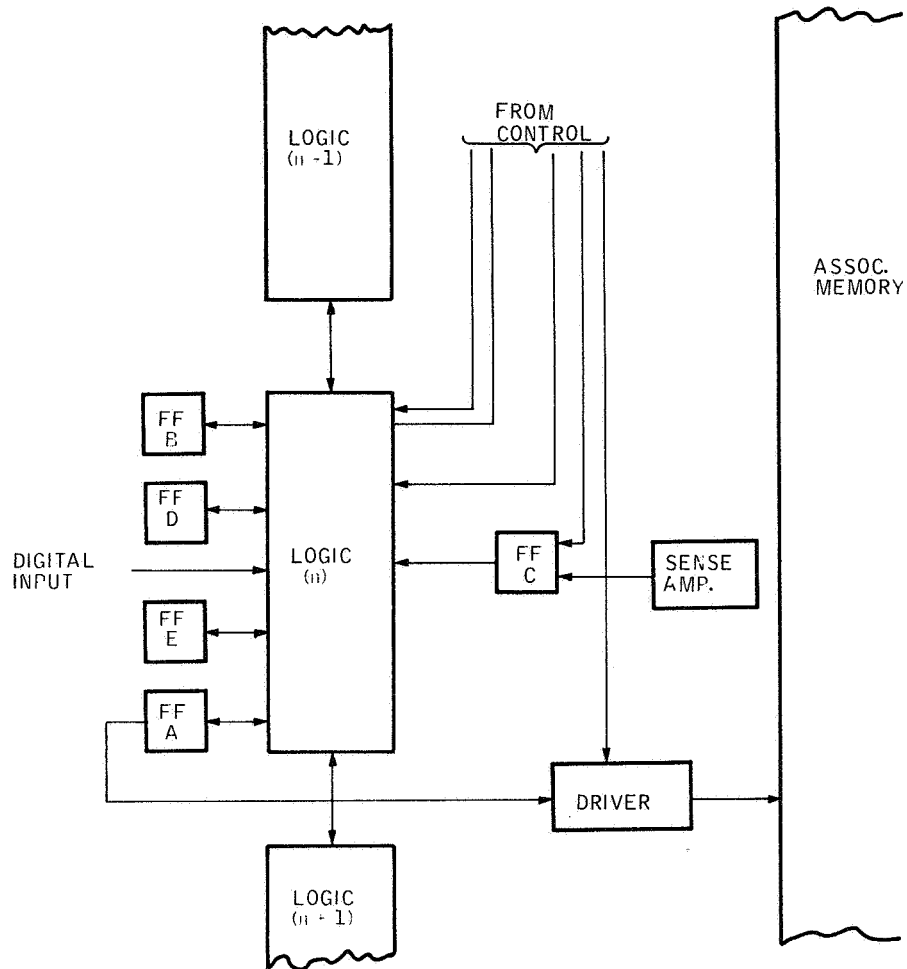 FROM
CONTROL
LOGIC
(n-1)
ASSOC.
MEMORY
FF
B
FF
D
DIGITAL
INPUT
LOGIC
(n)
FF
C
SENSE
AMP.
FF
E
FF
A
DRIVER
LOGIC
(n+1)